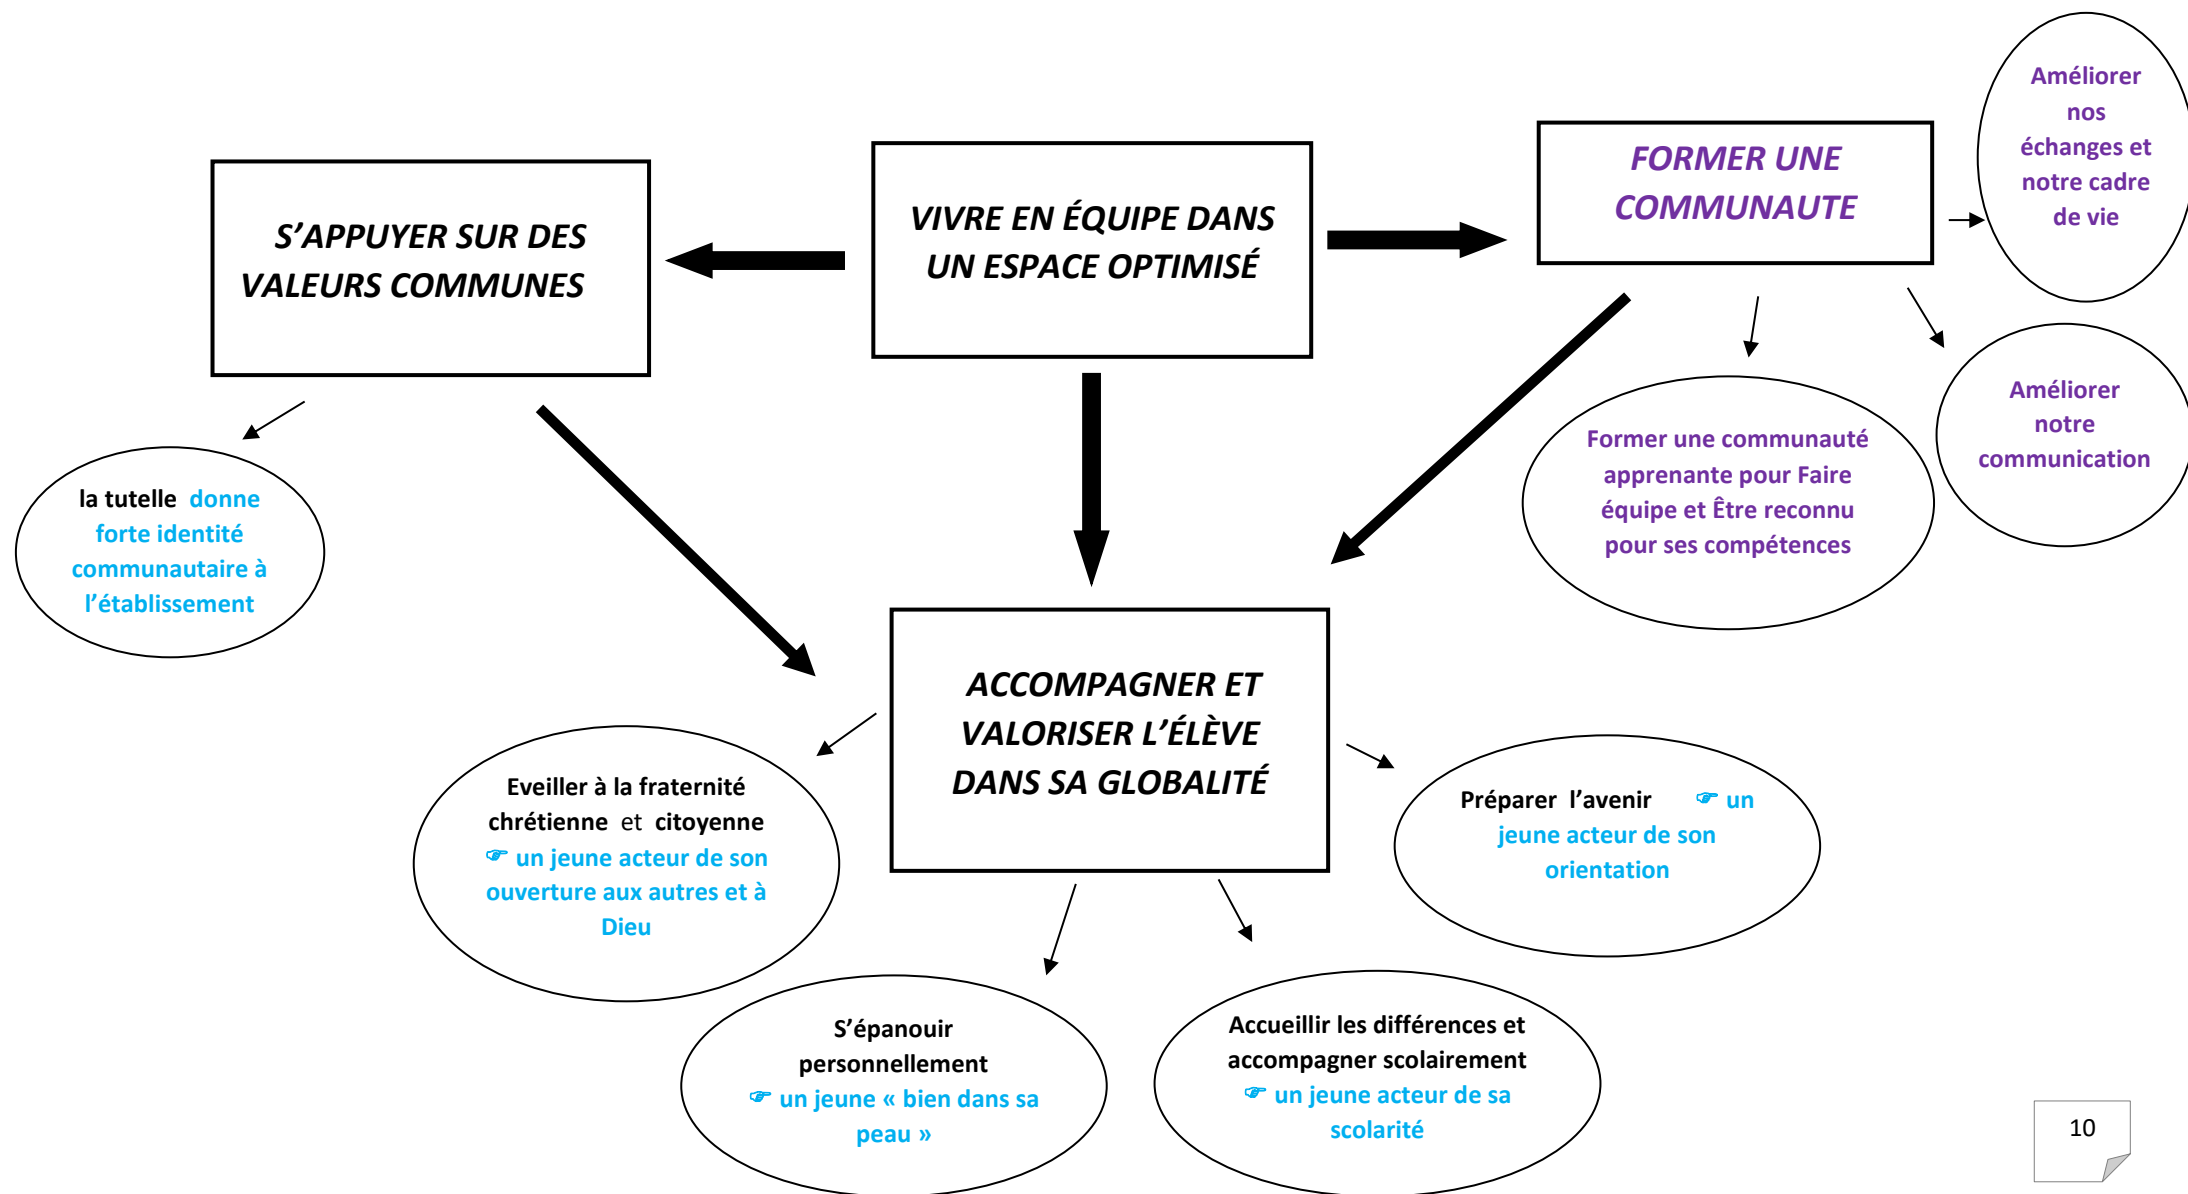 S’APPUYER SUR DES
VALEURS COMMUNES
VIVRE EN ÉQUIPE DANS
UN ESPACE OPTIMISÉ
FORMER UNE
COMMUNAUTE
Améliorer
nos
échanges et
notre cadre
de vie
Améliorer
notre
communication
Former une communauté
apprenante pour Faire
équipe et Être reconnu
pour ses compétences
la tutelle donne
forte identité
communautaire à
l’établissement
ACCOMPAGNER ET
VALORISER L’ÉLÈVE
DANS SA GLOBALITÉ
Eveiller à la fraternité
chrétienne et citoyenne
☞ un jeune acteur de son
ouverture aux autres et à
Dieu
S’épanouir
personnellement
☞ un jeune « bien dans sa
peau »
Accueillir les différences et
accompagner scolairement
☞ un jeune acteur de sa
scolarité
Préparer l’avenir ☞ un
jeune acteur de son
orientation
10